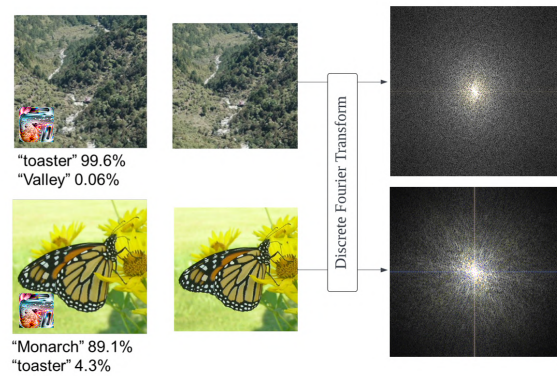 "toaster" 99.6%
"Valley" 0.06%
Discrete Fourier Transform
"Monarch" 89.1%
"toaster" 4.3%